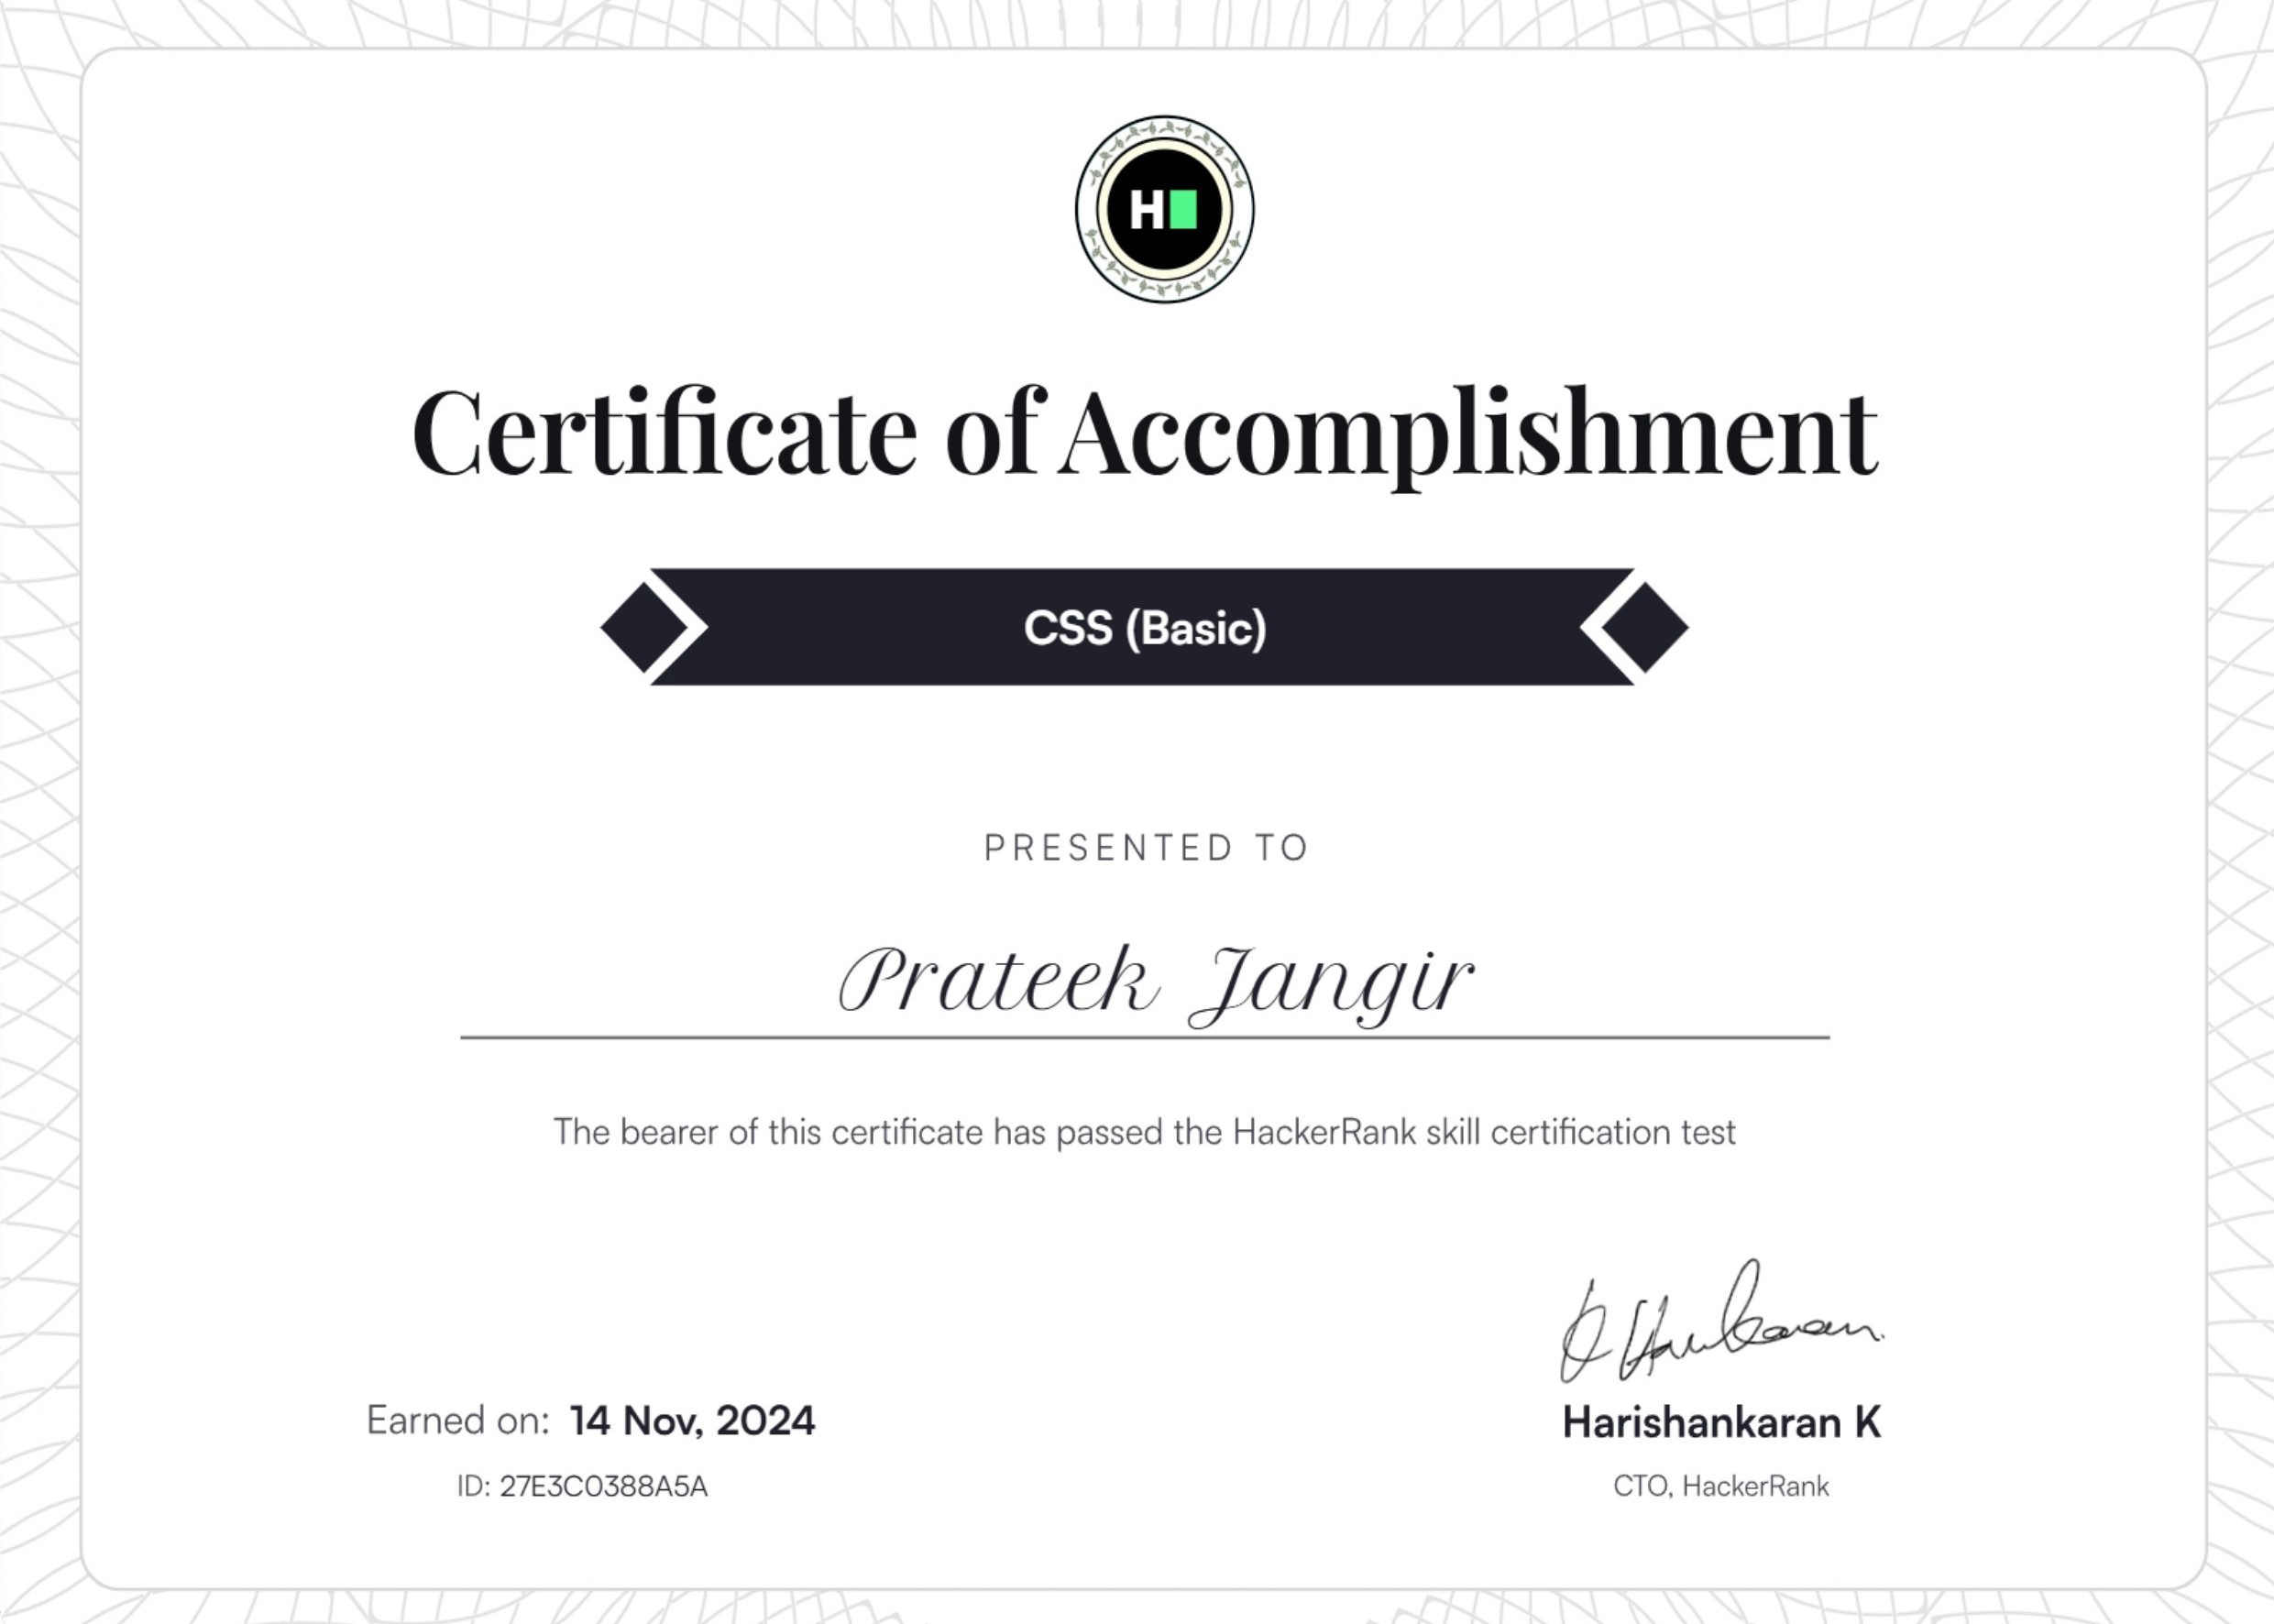 H
Certificate of Accomplishment
CSS (Basic)
PRESENTED TO
Prateek Jangir
The bearer of this certificate has passed the HackerRank skill certification test
Earned on: 14 Nov, 2024
ID: 27E3C0388A5A
Harishankaran K
CTO, HackerRank